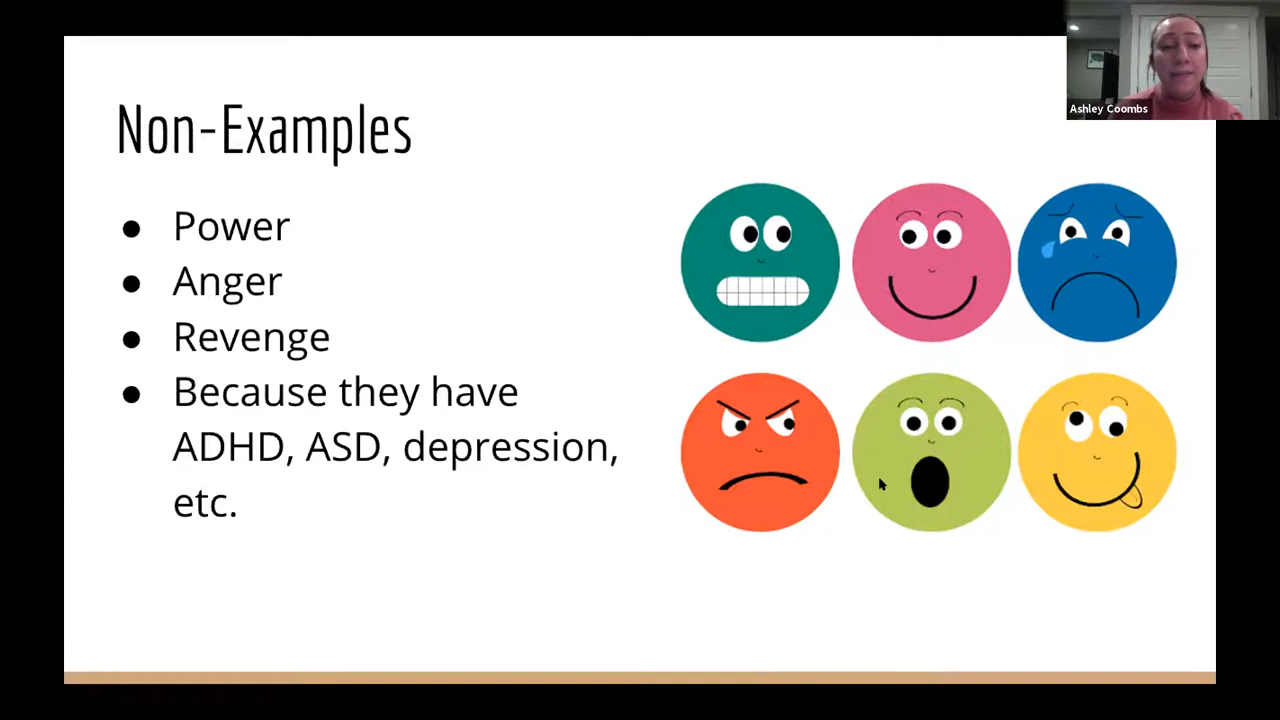 Ashley Coombs
Non-Examples
● Power
● Anger
● Revenge
● Because they have
ADHD, ASD, depression,
etc.